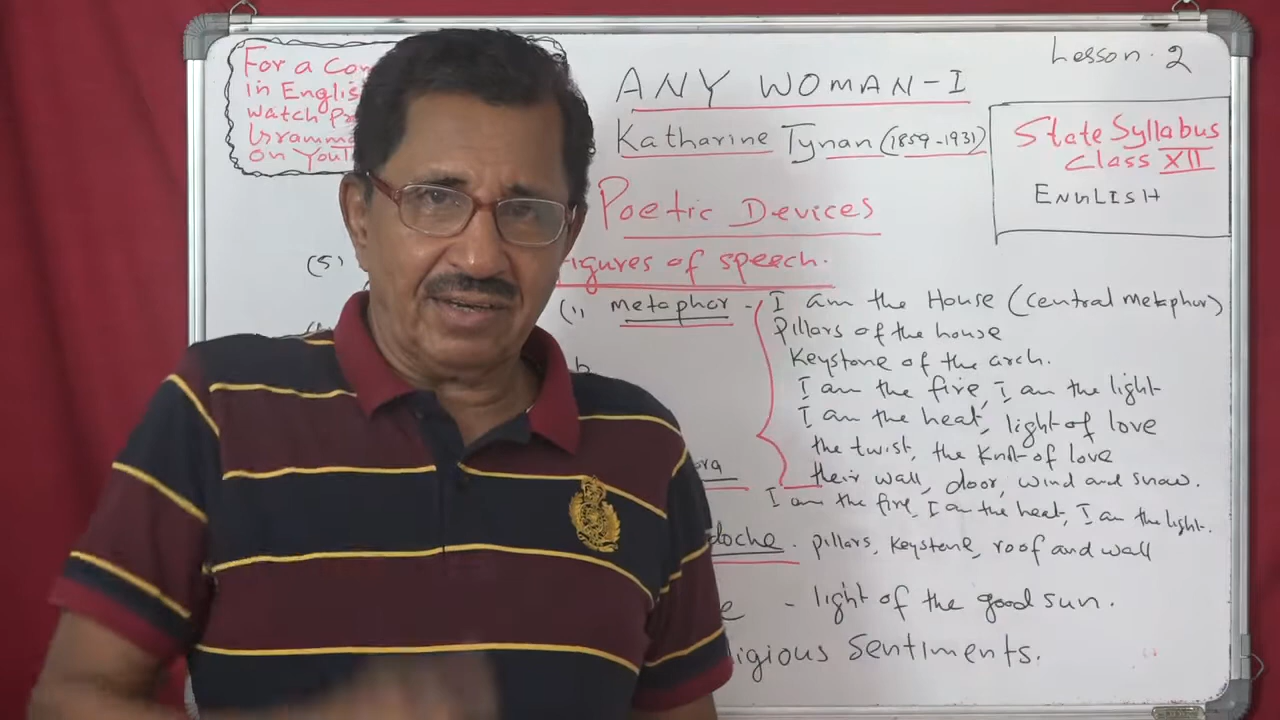 For a
in English
watch
on
Lesson. 2
ANY WOMAN-I
Katharine Tynan (1859-1931)
State Syllabus
Class XII
ENGLISH
Poetic Devices
figures of speech.
(5)
(1) metaphor - I am the House (central metaphor)
Pillars of the house
Keystone of the arch.
I am the fire, I am the light
I am the heat, light of love
the twist, the Knot of love
their wall, door, wind and snow.
I am the fire, I am the heat, I am the light.
doche. pillars, keystone, roof and wall
- light of the good sun.
igious Sentiments.